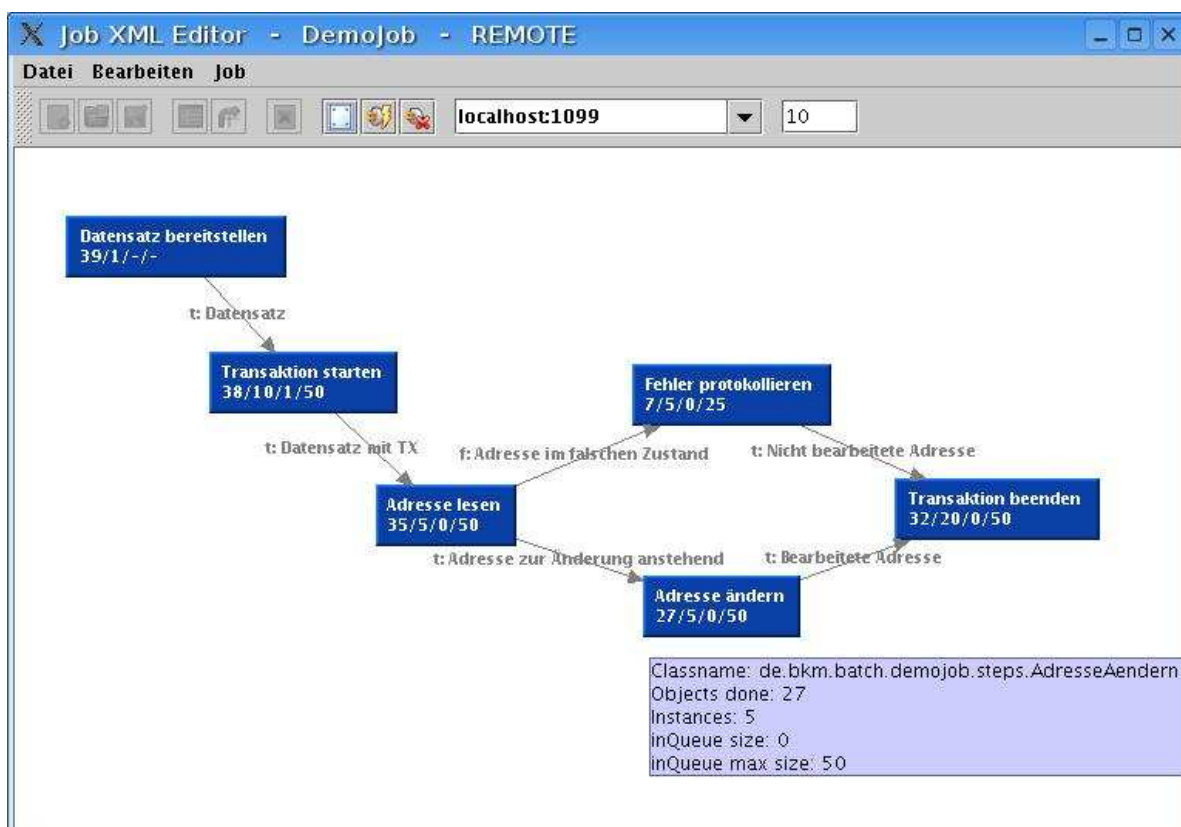 Job XML Editor - DemoJob - REMOTE
Datei Bearbeiten Job
localhost:1099 10
Datensatz bereitstellen
39/1/-/-
t: Datensatz
Transaktion starten
38/10/1/50
Fehler protokollieren
7/5/0/25
t: Datensatz mit TX
f: Adresse im falschen Zustand
t: Nicht bearbeitete Adresse
Adresse lesen
35/5/0/50
Transaktion beenden
32/20/0/50
t: Adresse zur Änderung anstehend
t: Bearbeitete Adresse
Adresse ändern
27/5/0/50
Classname: de.bkm.batch.demojob.steps.AdresseAendern
Objects done: 27
Instances: 5
inQueue size: 0
inQueue max size: 50